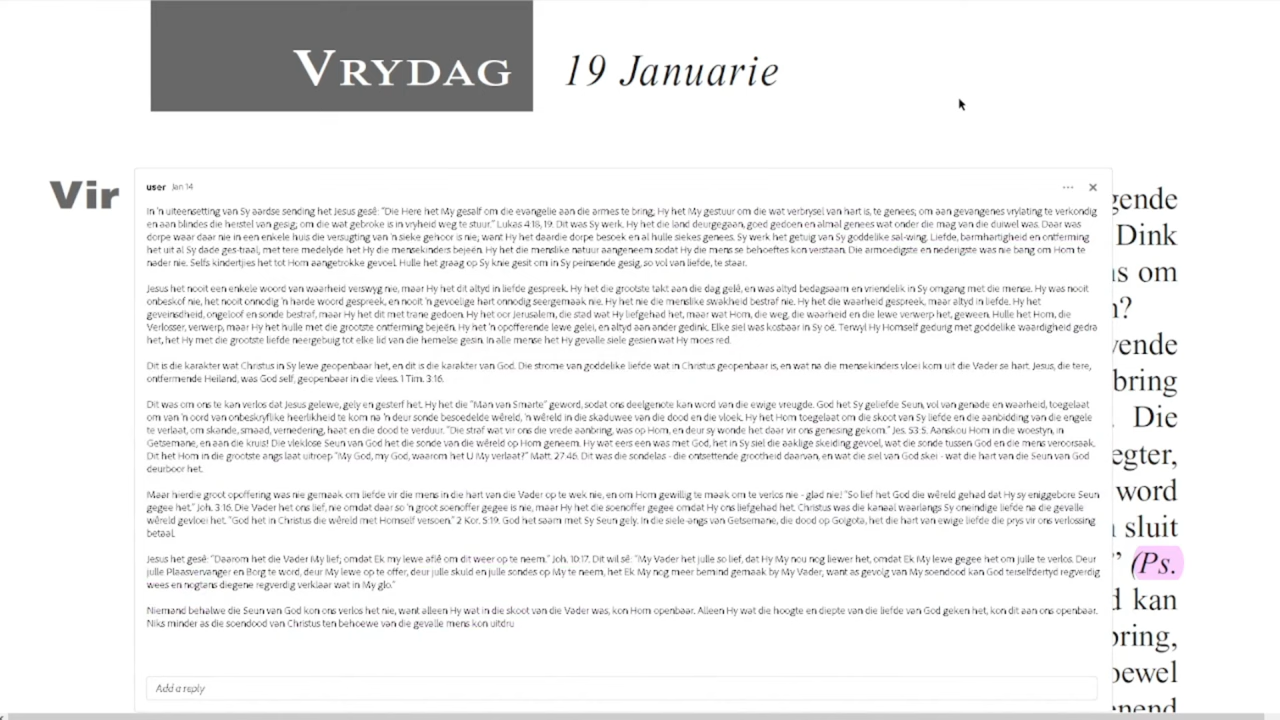 VRYDAG 19 Januarie
Vir
user Jan 14
In 'n uiteensetting van Sy aardse sending het Jesus gesê: "Die Here het My gesalf om die evangelie aan die armes te bring, Hy het My gestuur om die wat verbrysel van hart is, te genees, om aan gevangenes vrylating te verkondig
en aan blindes die herstel van gesig, om die wat gebroke is in vryheid weg te stuur." Lukas 4:18, 19. Dit was Sy werk. Hy het die land deurgegaan, goed gedoen en almal genees wat onder die mag van die duiwel was. Daar was
dorpe waar daar nie in een enkele huis die versugting van 'n sieke gehoor is nie, want Hy het daardie dorpe besoek en al hulle siekes genees. Sy werk het getuig van Sy goddelike sal-wing. Liefde, barmhartigheid en ontferming
het uit al Sy dade ges-traal, met tere medelyde het Hy die mensekinders bejeën. Hy het die menslike natuur aangeneem sodat Hy die mens se behoeftes kon verstaan. Die armoedigste en nederigste was nie bang om Hom te
nader nie. Selfs kindertjies het tot Hom aangetrokke gevoel. Hulle het graag op Sy knie gesit om in Sy peinsende gesig, so vol van liefde, te staar.
Jesus het nooit een enkele woord van waarheid verswyg nie, maar Hy het dit altyd in liefde gespreek. Hy het die grootste takt aan die dag gelê, en was altyd bedagsaam en vriendelik in Sy omgang met die mense. Hy was nooit
onbeskof nie, het nooit onnodig 'n harde woord gespreek, en nooit 'n gevoelige hart onnodig seergemaak nie. Hy het nie die menslike swakheid bestraf nie. Hy het die waarheid gespreek, maar altyd in liefde. Hy het
geveinsdheid, ongeloof en sonde bestraf, maar Hy het dit met trane gedoen. Hy het oor Jerusalem, die stad wat Hy liefgehad het, maar wat Hom, die weg, die waarheid en die lewe verwerp het, geween. Hulle het Hom, die
Verlosser, verwerp, maar Hy het hulle met die grootste ontferming bejeën. Hy het 'n opofferende lewe gelei, en altyd aan ander gedink. Elke siel was kosbaar in Sy oë. Terwyl Hy Homself gedurig met goddelike waardigheid gedra
het, het Hy met die grootste liefde neergebuig tot elke lid van die hemelse gesin. In alle mense het Hy gevalle siele gesien wat Hy moes red.
Dit is die karakter wat Christus in Sy lewe geopenbaar het, en dit is die karakter van God. Die strome van goddelike liefde wat in Christus geopenbaar is, en wat na die mensekinders vloei kom uit die Vader se hart. Jesus, die tere,
ontfermende Heiland, was God self, geopenbaar in die vlees. 1 Tim. 3:16.
Dit was om ons te kan verlos dat Jesus gelewe, gely en gesterf het. Hy het die "Man van Smarte" geword, sodat ons deelgenote kan word van die ewige vreugde. God het Sy geliefde Seun, vol van genade en waarheid, toegelaat
om van 'n oord van onbeskryflike heerlikheid te kom na 'n deur sonde besoedelde wêreld, 'n wêreld in die skaduwee van die dood en die vloek. Hy het Hom toegelaat om die skoot van Sy liefde en die aanbidding van die engele
te verlaat, om skande, smaad, vernedering, haat en die dood te verduur. "Die straf wat vir ons die vrede aanbring, was op Hom, en deur sy wonde het daar vir ons genesing gekom." Jes. 53:5. Aanskou Hom in die woestyn, in
Getsemane, en aan die kruis! Die vleklose Seun van God het die sonde van die wêreld op Hom geneem. Hy wat eers een was met God, het in Sy siel die aaklige skeiding gevoel, wat die sonde tussen God en die mens veroorsaak.
Dit het Hom in die grootste angs laat uitroep "My God, my God, waarom het U My verlaat?" Matt. 27:46. Dit was die sondelas - die ontsettende grootheid daarvan, en wat die siel van God skei - wat die hart van die Seun van God
deurboor het.
Maar hierdie groot opoffering was nie gemaak om liefde vir die mens in die hart van die Vader op te wek nie, en om Hom gewillig te maak om te verlos nie - glad nie! "So lief het God die wêreld gehad dat Hy sy eniggebore Seun
gegee het." Joh. 3:16. Die Vader het ons lief, nie omdat daar so 'n groot soenoffer gegee is nie, maar Hy het die soenoffer gegee omdat Hy ons liefgehad het. Christus was die kanaal waarlangs Sy oneindige liefde na die gevalle
wêreld gevloei het. "God het in Christus die wêreld met Homself versoen." 2 Kor. 5:19. God het saam met Sy Seun gely. In die siele-angs van Getsemane, die dood op Golgota, het die hart van ewige liefde die prys vir ons verlossing
betaal.
Jesus het gesê: "Daarom het die Vader My lief; omdat Ek my lewe aflê om dit weer op te neem." Joh. 10:17. Dit wil sê: "My Vader het julle so lief, dat Hy My nou nog liewer het, omdat Ek My lewe gegee het om julle te verlos. Deur
julle Plaasvervanger en Borg te word, deur My lewe op te offer, deur julle skuld en julle sondes op My te neem, het Ek My nog meer bemind gemaak by My Vader, want as gevolg van My soendood kan God terselfdertyd regverdig
wees en nogtans diegene regverdig verklaar wat in My glo."
Niemand behalwe die Seun van God kon ons verlos het nie, want alleen Hy wat in die skoot van die Vader was, kon Hom openbaar. Alleen Hy wat die hoogte en diepte van die liefde van God geken het, kon dit aan ons openbaar.
Niks minder as die soendood van Christus ten behoewe van die gevalle mens kon uitdru
Add a reply
gende
Dink
s om
n?
vende
bring
. Die
egter,
word
n sluit
" (Ps.
d kan
bring,
oewel